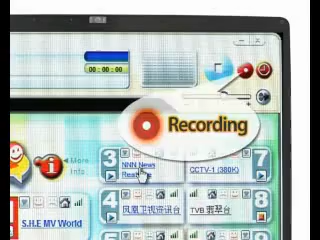 00 : 00 : 00
Recording
More
Info
3
NNN News
Rea
CCTV-1 (380K)
7
S.H.E MV World
4
凤凰卫视资讯台
TVB 翡翠台
8